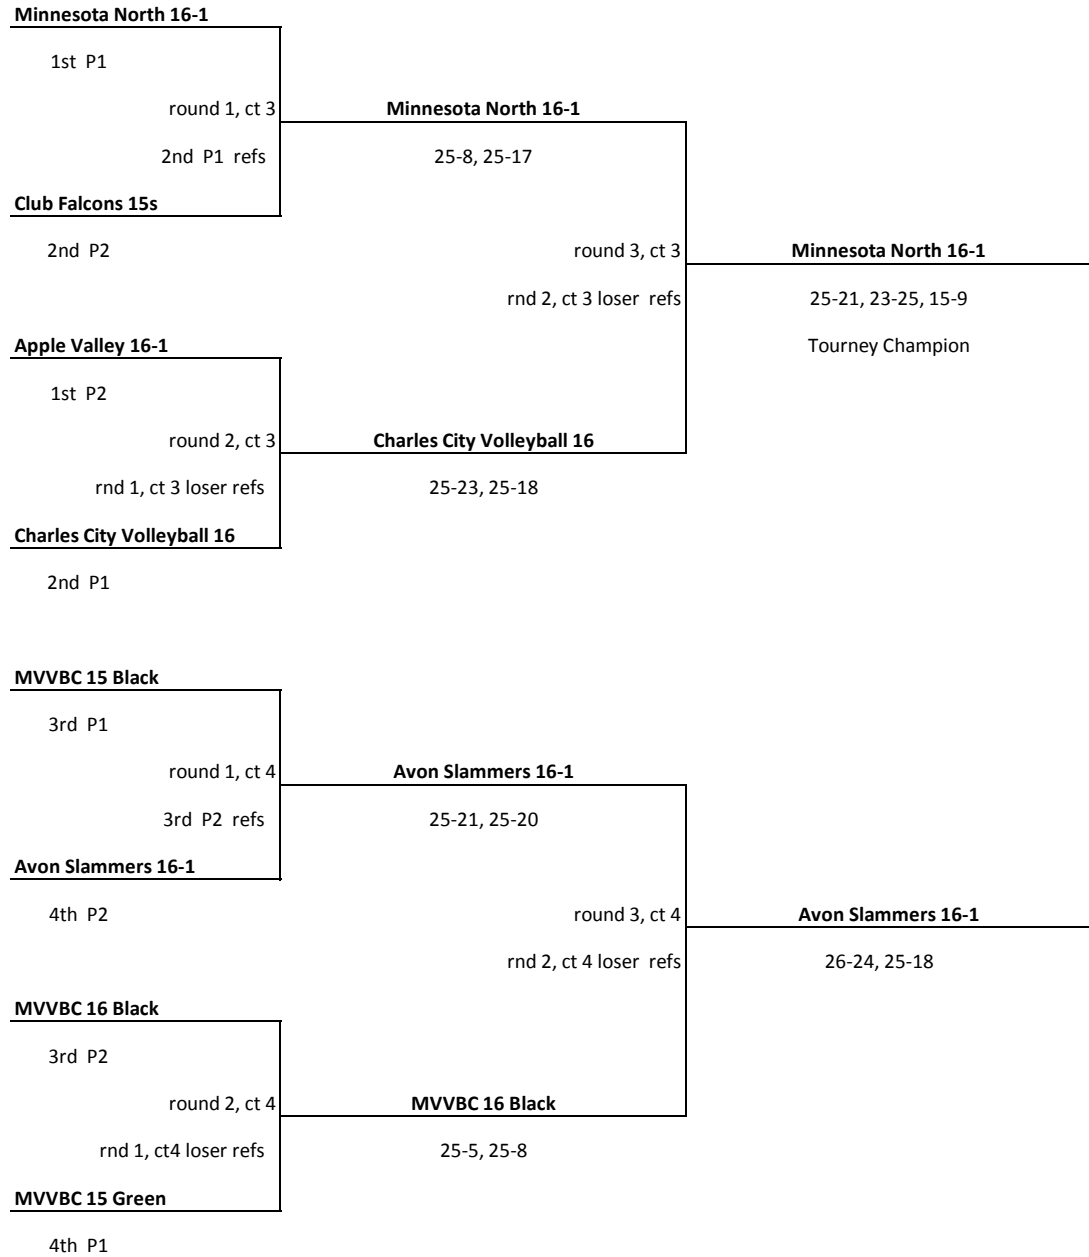 Minnesota North 16-1
1st P1
round 1, ct 3
Minnesota North 16-1
2nd P1 refs
25-8, 25-17
Club Falcons 15s
2nd P2
round 3, ct 3
Minnesota North 16-1
rnd 2, ct 3 loser refs
25-21, 23-25, 15-9
Apple Valley 16-1
Tourney Champion
1st P2
round 2, ct 3
Charles City Volleyball 16
rnd 1, ct 3 loser refs
25-23, 25-18
Charles City Volleyball 16
2nd P1
MVVBC 15 Black
3rd P1
round 1, ct 4
Avon Slammers 16-1
3rd P2 refs
25-21, 25-20
Avon Slammers 16-1
4th P2
round 3, ct 4
Avon Slammers 16-1
rnd 2, ct 4 loser refs
26-24, 25-18
MVVBC 16 Black
3rd P2
round 2, ct 4
MVVBC 16 Black
rnd 1, ct4 loser refs
25-5, 25-8
MVVBC 15 Green
4th P1